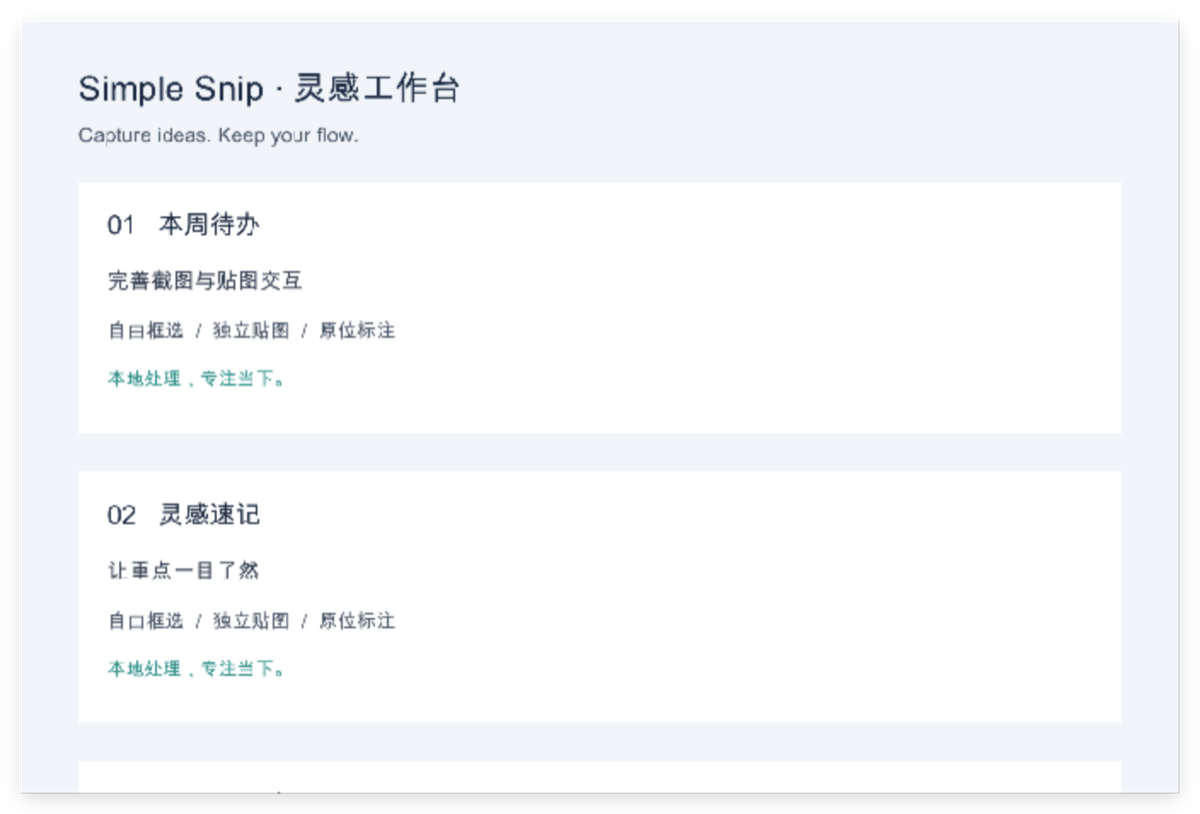 Simple Snip · 灵感工作台
Capture ideas. Keep your flow.
01 本周待办
完善截图与贴图交互
自由框选 / 独立贴图 / 原位标注
本地处理，专注当下。
02 灵感速记
让重点一目了然
自由框选 / 独立贴图 / 原位标注
本地处理，专注当下。